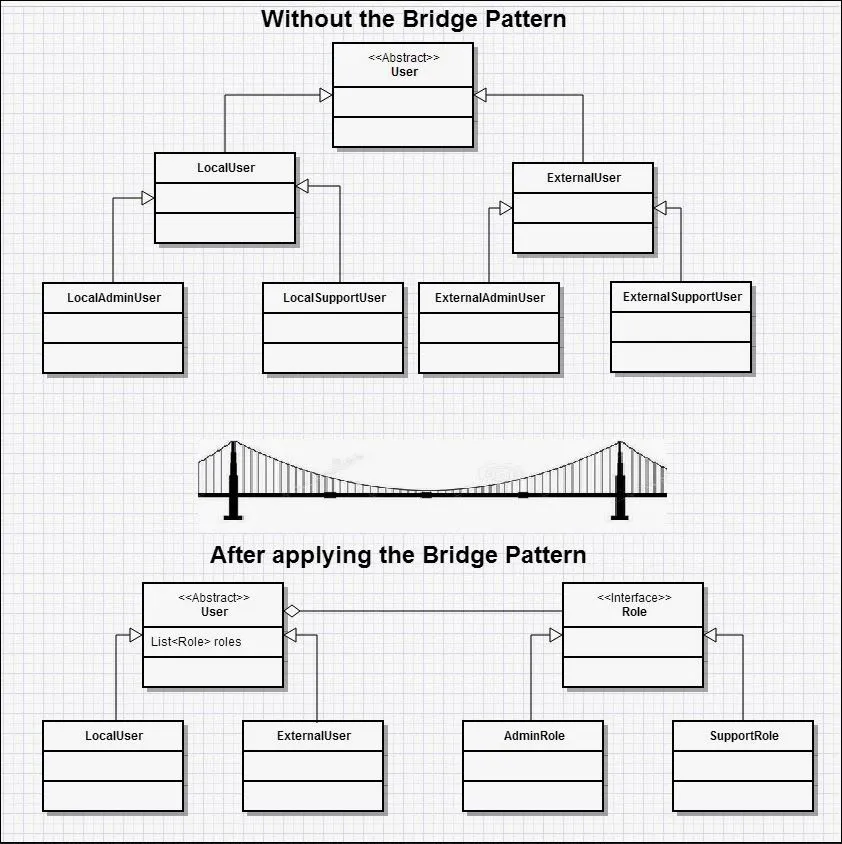 Without the Bridge Pattern
<<Abstract>>
User
LocalUser
ExternalUser
LocalAdminUser
LocalSupportUser
ExternalAdminUser
ExternalSupportUser
After applying the Bridge Pattern
<<Abstract>>
User
List<Role> roles
<<Interface>>
Role
LocalUser
ExternalUser
AdminRole
SupportRole